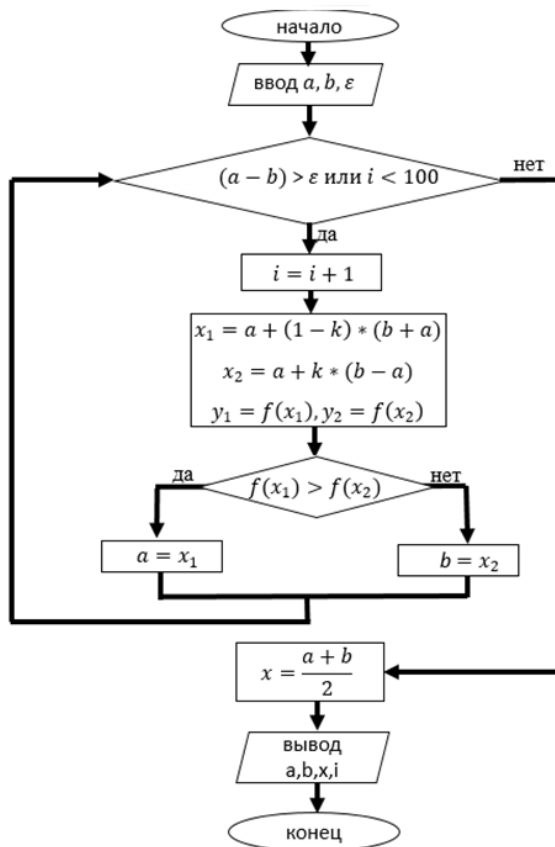 начало
ввод a, b, ε
(a − b) > ε или i < 100
нет
да
i = i + 1
x₁ = a + (1 − k) ∗ (b + a)
x₂ = a + k ∗ (b − a)
y₁ = f(x₁), y₂ = f(x₂)
да
f(x₁) > f(x₂)
нет
a = x₁
b = x₂
x = (a + b)/2
вывод
a,b,x,i
конец